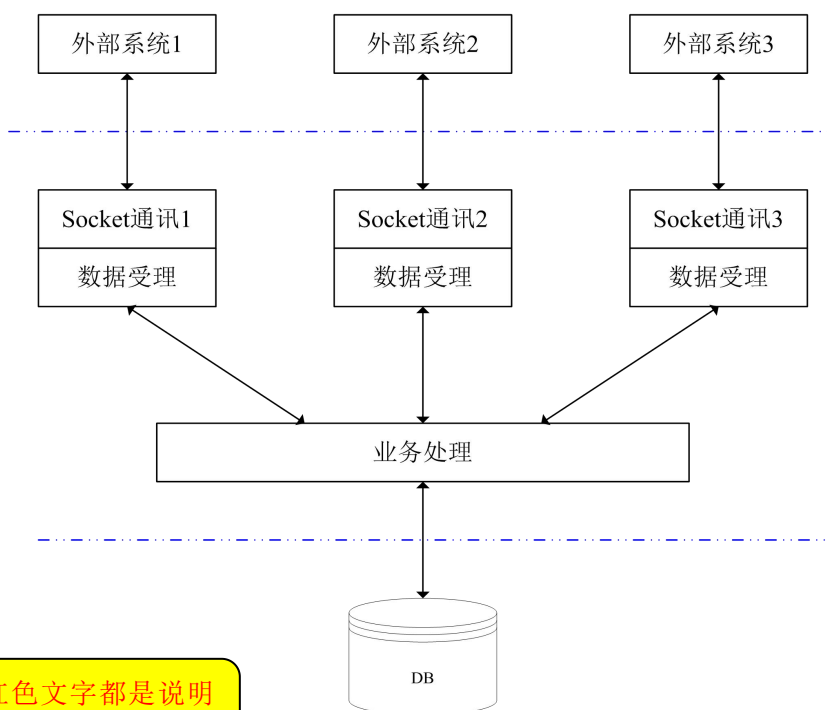 外部系统1
外部系统2
外部系统3
Socket通讯1
Socket通讯2
Socket通讯3
数据受理
数据受理
数据受理
业务处理
DB
色文字都是说明